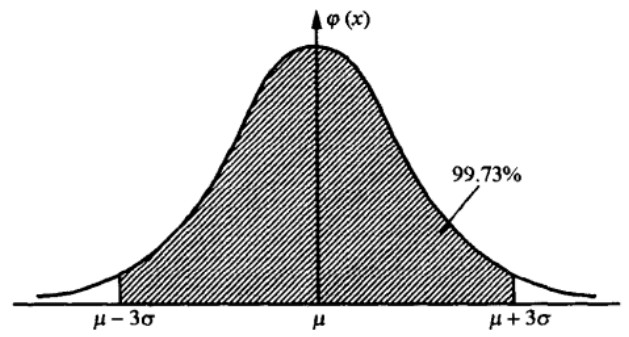 φ (x)
99.73%
μ − 3σ μ μ + 3σ